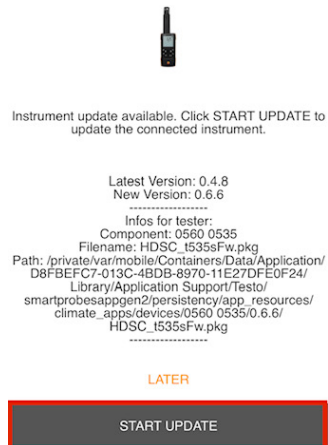 Instrument update available. Click START UPDATE to
update the connected instrument.
Latest Version: 0.4.8
New Version: 0.6.6
------------------
Infos for tester:
Component: 0560 0535
Filename: HDSC_t535sFw.pkg
Path: /private/var/mobile/Containers/Data/Application/
D8FBEFC7-013C-4BDB-8970-11E27DFE0F24/
Library/Application Support/Testo/
smartprobesappgen2/persistency/app_resources/
climate_apps/devices/0560 0535/0.6.6/
HDSC_t535sFw.pkg
------------------
LATER
START UPDATE